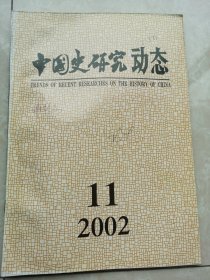 中国史研究动态
TRENDS OF RECENT RESEARCHES ON THE HISTORY OF CHINA
11
2002